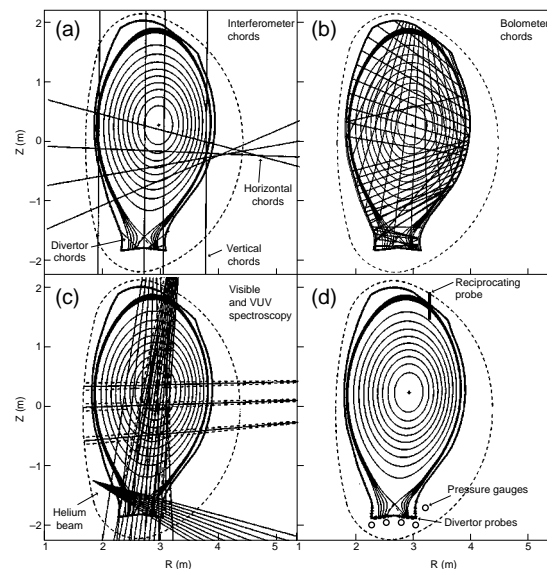 (a)
Interferometer
chords
Horizontal
chords
Divertor
chords
Vertical
chords
2
1
0
–1
–2
Z (m)
(b)
Bolometer
chords
(c)
Visible
and VUV
spectroscopy
Helium
beam
2
1
0
–1
–2
Z (m)
1
2
3
4
5
R (m)
(d)
Reciprocating
probe
Pressure gauges
Divertor probes
1
2
3
4
5
R (m)